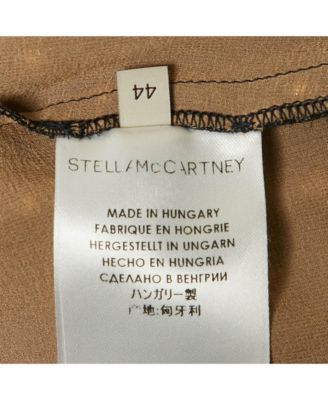 44
STELLA McCARTNEY
MADE IN HUNGARY
FABRIQUE EN HONGRIE
HERGESTELLT IN UNGARN
HECHO EN HUNGRIA
СДЕЛАНО В ВЕНГРИИ
ハンガリー製
产地:匈牙利